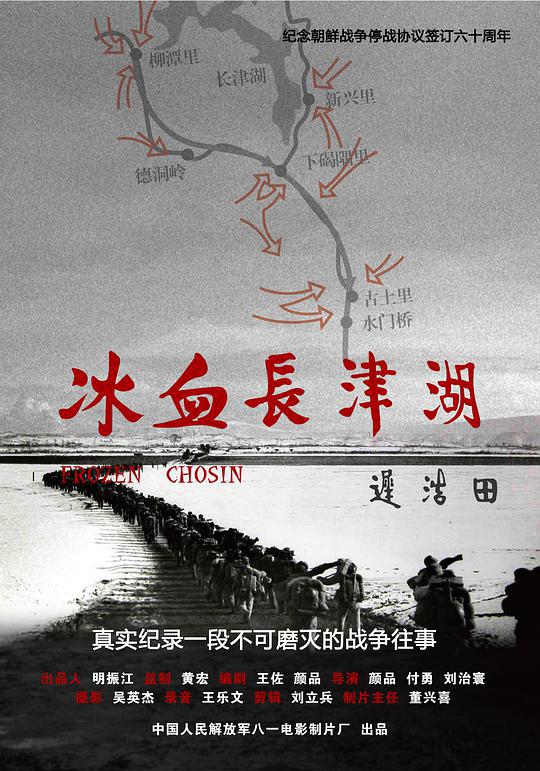 纪念朝鲜战争停战协议签订六十周年
柳潭里
长津湖
新兴里
下碣隅里
德洞岭
古土里
水门桥
冰血長津湖
FROZEN CHOSIN
遲浩田
真实纪录一段不可磨灭的战争往事
出品人 明振江 监制 黄宏 编剧 王佐 颜品 导演 颜品 付勇 刘治寰
摄影 吴英杰 录音 王乐文 剪辑 刘立兵 制片主任 董兴喜
中国人民解放军八一电影制片厂 出品